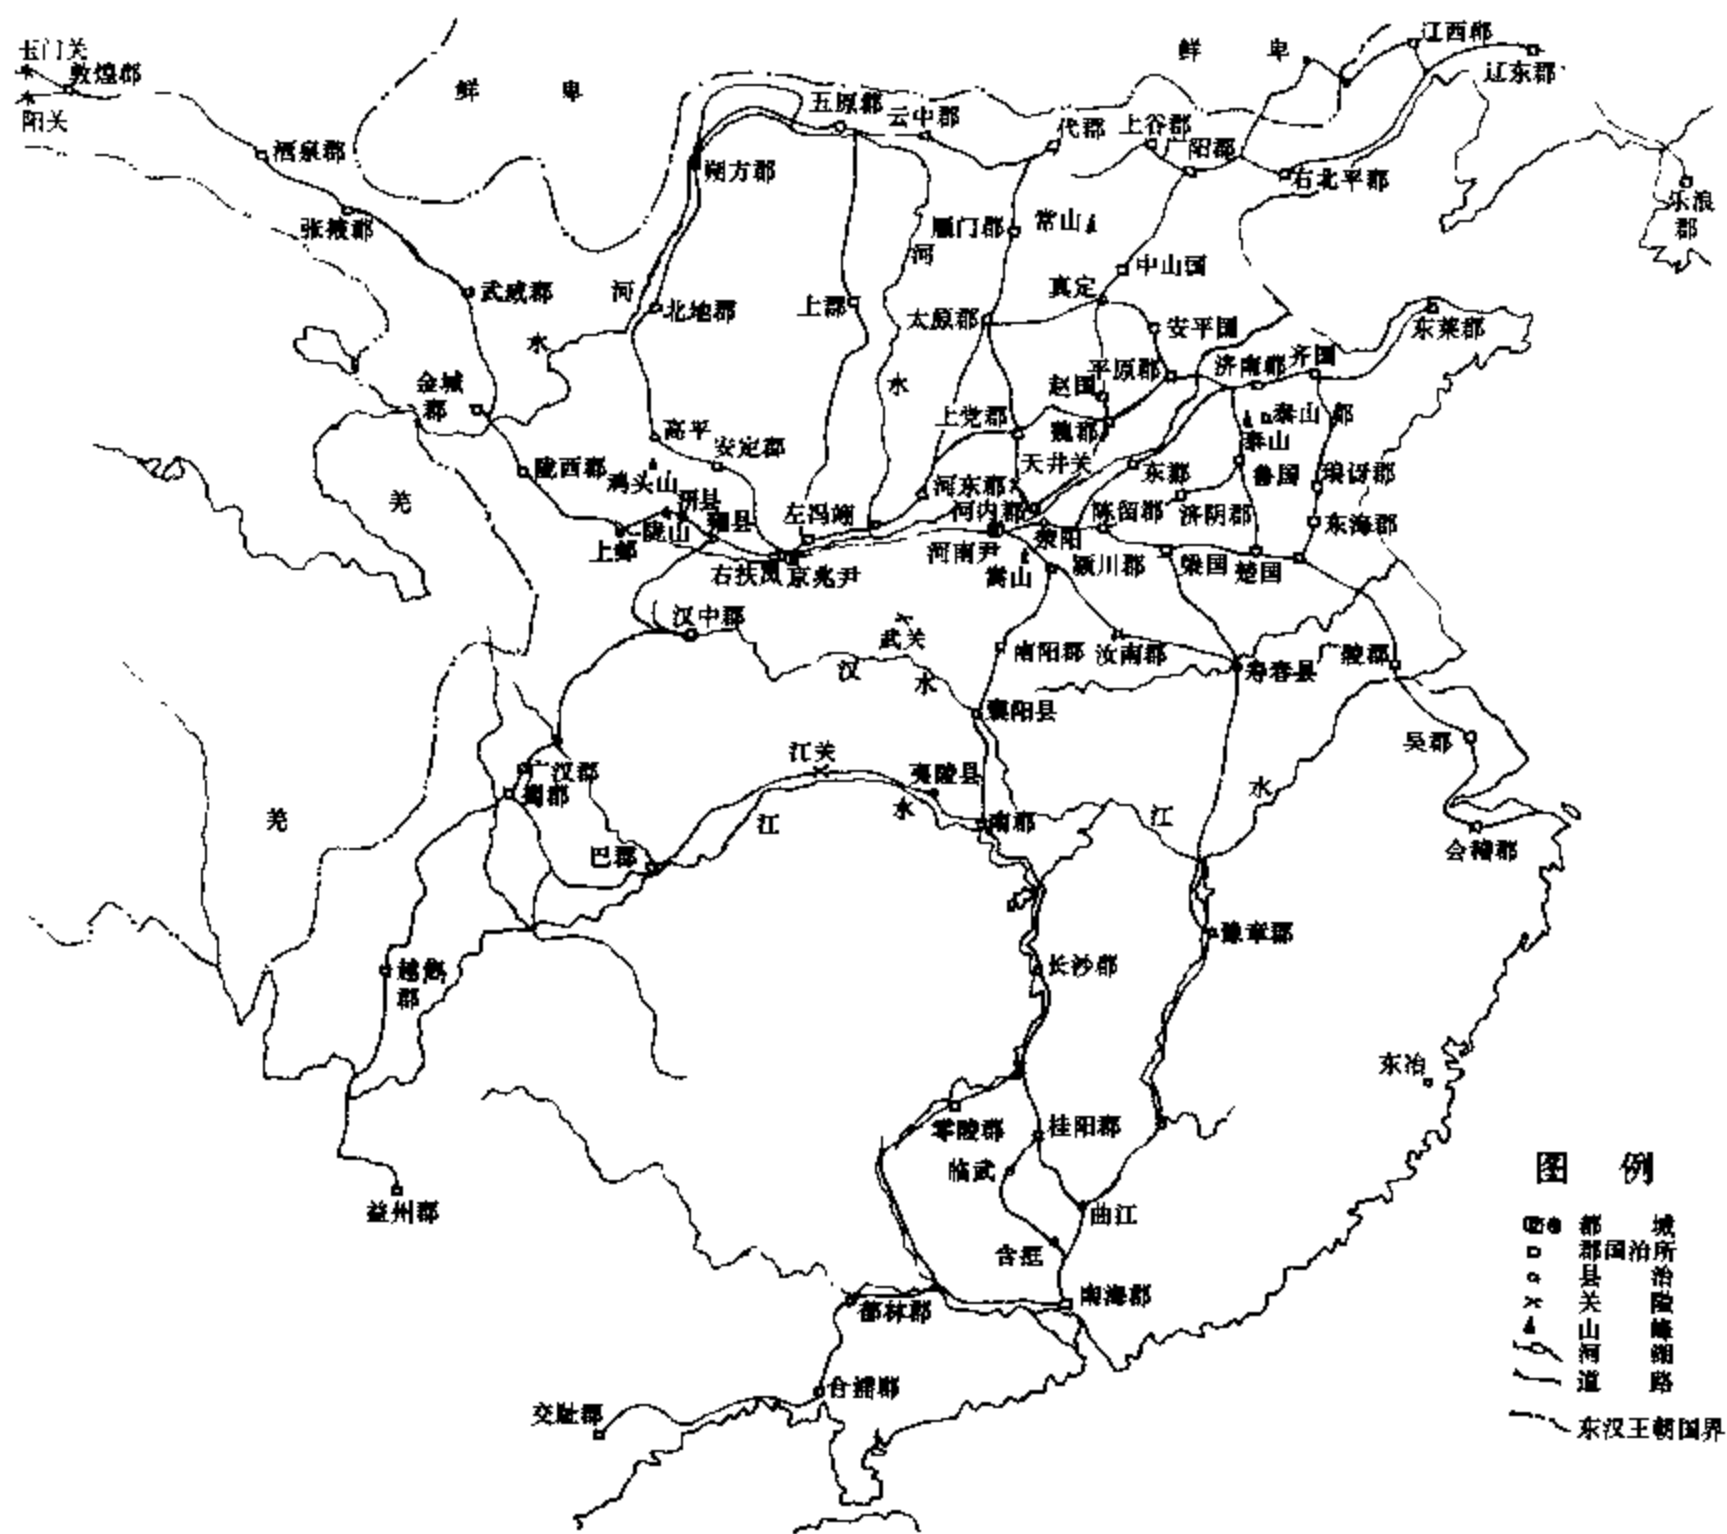 玉门关
敦煌郡
阳关
酒泉郡
张掖郡
武威郡
金城
郡
陇西郡
鲜 卑
鲜 卑
辽西郡
辽东郡
五原郡
云中郡
代郡
上谷郡
广阳郡
右北平郡
乐浪
郡
朔方郡
雁门郡
常山
河
中山国
真定
河
北地郡
上郡
太原郡
安平国
东莱郡
水
水
赵国
平原郡
济南郡
齐国
高平
安定郡
上党郡
魏郡
泰山郡
泰山
天井关
东郡
鲁国
琅讶郡
羌
鸡头山
汧县
陇山
雍县
上邽
左冯翊
河东郡
河内郡
荥阳
陈留郡
济阴郡
东海郡
右扶风
京兆尹
河南尹
嵩山
颍川郡
梁国
楚国
汉中郡
武关
汉
水
南阳郡
汝南郡
寿春县
广陵郡
襄阳县
吴郡
江关
夷陵县
广汉郡
蜀郡
羌
江
水
南郡
江
水
会稽郡
巴郡
豫章郡
越嶲
郡
长沙郡
东冶
零陵郡
桂阳郡
临武
益州郡
曲江
含洭
郁林郡
南海郡
合浦郡
交趾郡
图 例
都 城
郡国治所
县 治
关 隘
山 峰
河 湖
道 路
东汉王朝国界